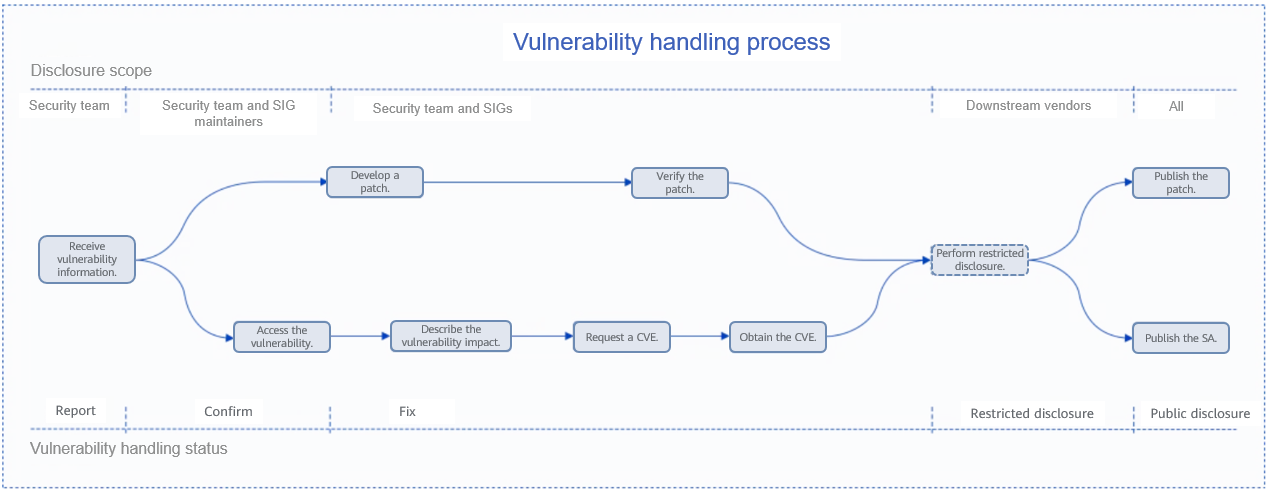 Vulnerability handling process
Disclosure scope
Security team
Security team and SIG
maintainers
Security team and SIGs
Downstream vendors
All
Develop a
patch.
Verify the
patch.
Publish the
patch.
Receive
vulnerability
information.
Perform restricted
disclosure.
Access the
vulnerability.
Describe the
vulnerability impact.
Request a CVE.
Obtain the CVE.
Publish the SA.
Report
Confirm
Fix
Restricted disclosure
Public disclosure
Vulnerability handling status